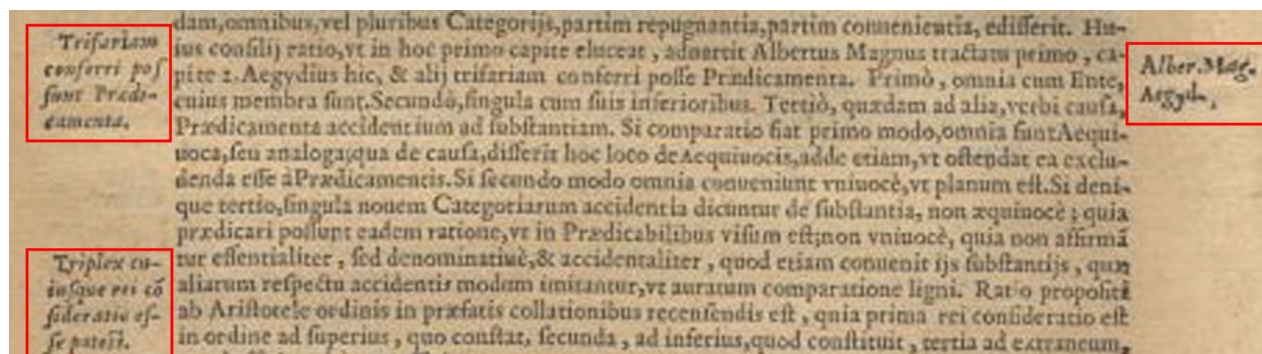 dam,omnibus,vel pluribus Categorijs,partim repugnantia,partim conuenientia, edisserit. Hu-
Trifariam
conferri pos
sunt Prædi-
camenta.
ius consilij ratio,vt in hoc primo capite eluceat , aduertit Albertus Magnus tractatu primo , ca-
pite 2. Aegydius hic, & alij trifariam conferri posse Prædicamenta. Primò , omnia cum Ente,
cuius membra sunt.Secundò,singula cum suis inferioribus. Tertiò, quædam ad alia,verbi causa,
Alber.Mag.
Aegyd.
Prædicamenta accidentium ad substantiam. Si comparatio fiat primo modo,omnia sunt Aequi-
uoca,seu analoga;qua de causa,differit hoc loco de Aequiuocis,adde etiam,vt ostendat ea exclu-
denda esse à Prædicamentis.Si secundo modo omnia conueniunt vniuocè,vt planum est.Si deni-
que tertio,singula nouem Categoriarum accidentia dicuntur de substantia, non æquiuocè ; quia
prædicari possunt eadem ratione,vt in Prædicabilibus visum est;non vniuocè, quia non affirmā
Triplex cu-
iusque rei cō
sideratio es-
se potest.
tur essentialiter , sed denominatiuè,& accidentaliter , quod etiam conuenit ijs substantijs , quæ
aliarum respectu accidentis modum imitantur,vt auratum comparatione ligni. Ratio propositi
ab Aristotele ordinis in præfatis collationibus recensendis est , quia prima rei consideratio est
in ordine ad superius , quo constat, secunda , ad inferius,quod constituit , tertia ad extraneum,